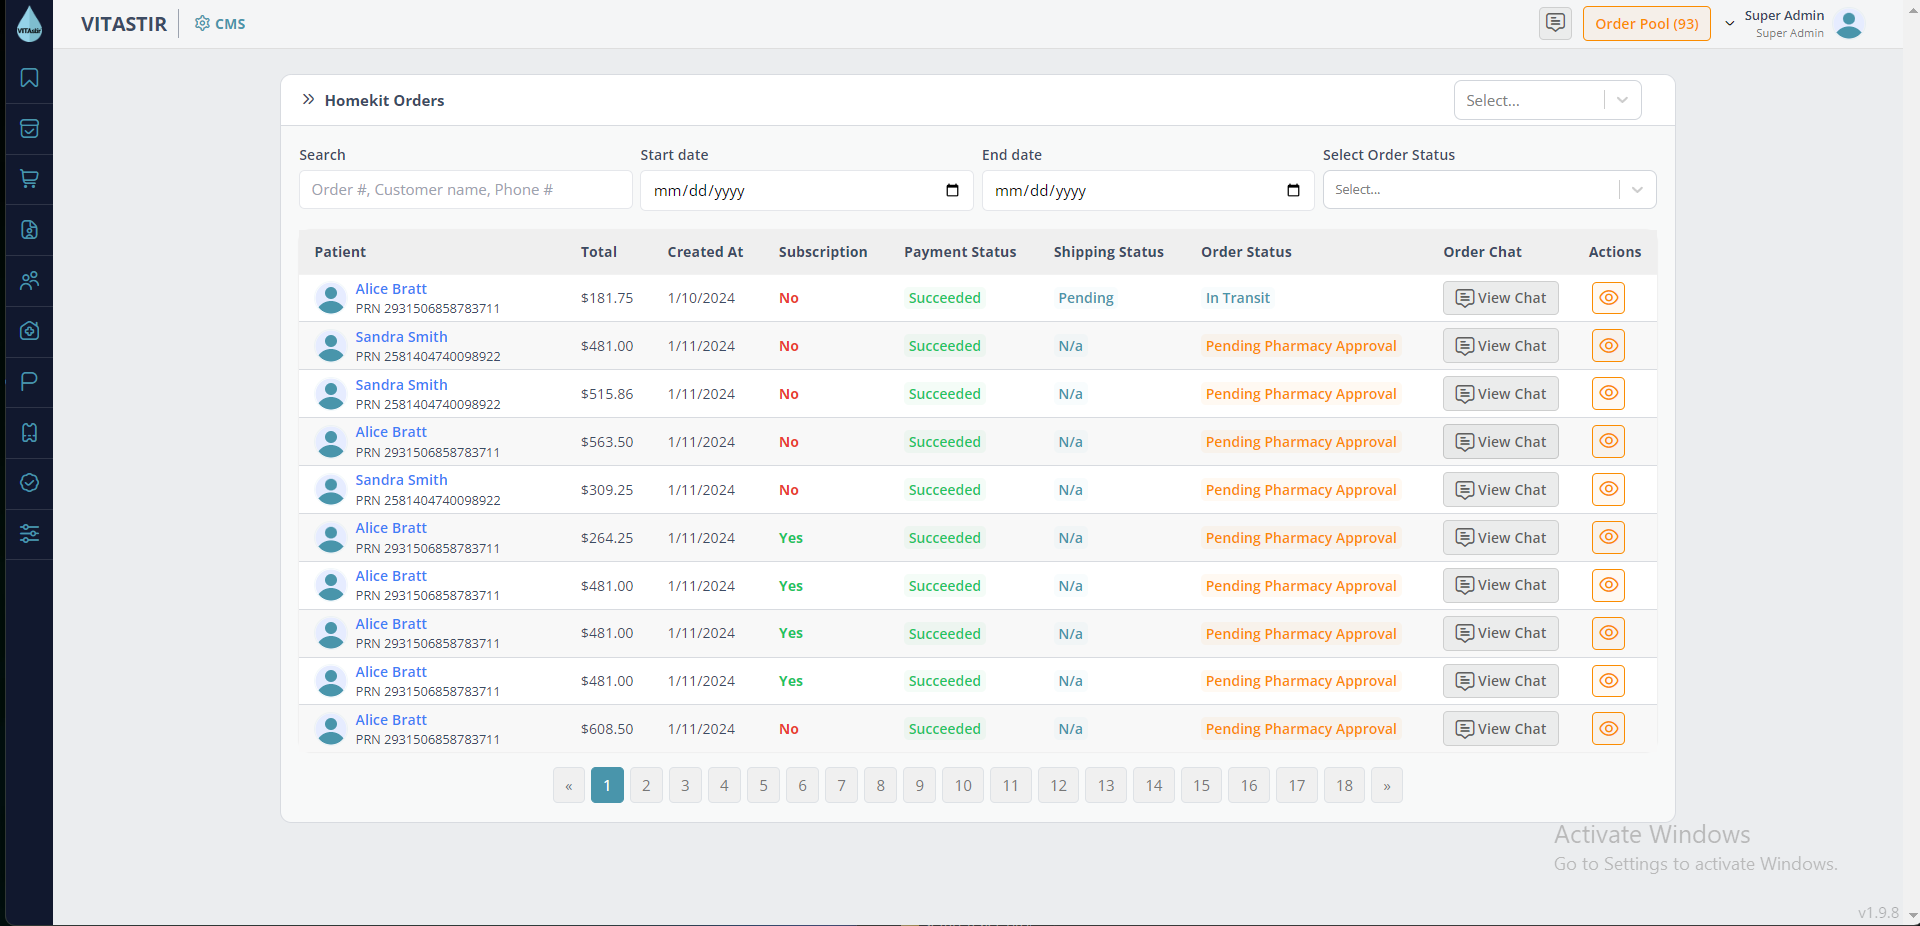 VITAstir
VITASTIR
CMS
Order Pool (93)
Super Admin
Super Admin
Homekit Orders
Select...
Search
Start date
End date
Select Order Status
Order #, Customer name, Phone #
mm/dd/yyyy
mm/dd/yyyy
Select...
Patient Total Created At Subscription Payment Status Shipping Status Order Status Order Chat Actions
Alice Bratt
PRN 2931506858783711
$181.75 1/10/2024 No Succeeded Pending In Transit View Chat
Sandra Smith
PRN 2581404740098922
$481.00 1/11/2024 No Succeeded N/a Pending Pharmacy Approval View Chat
Sandra Smith
PRN 2581404740098922
$515.86 1/11/2024 No Succeeded N/a Pending Pharmacy Approval View Chat
Alice Bratt
PRN 2931506858783711
$563.50 1/11/2024 No Succeeded N/a Pending Pharmacy Approval View Chat
Sandra Smith
PRN 2581404740098922
$309.25 1/11/2024 No Succeeded N/a Pending Pharmacy Approval View Chat
Alice Bratt
PRN 2931506858783711
$264.25 1/11/2024 Yes Succeeded N/a Pending Pharmacy Approval View Chat
Alice Bratt
PRN 2931506858783711
$481.00 1/11/2024 Yes Succeeded N/a Pending Pharmacy Approval View Chat
Alice Bratt
PRN 2931506858783711
$481.00 1/11/2024 Yes Succeeded N/a Pending Pharmacy Approval View Chat
Alice Bratt
PRN 2931506858783711
$481.00 1/11/2024 Yes Succeeded N/a Pending Pharmacy Approval View Chat
Alice Bratt
PRN 2931506858783711
$608.50 1/11/2024 No Succeeded N/a Pending Pharmacy Approval View Chat
« 1 2 3 4 5 6 7 8 9 10 11 12 13 14 15 16 17 18 »
Activate Windows
Go to Settings to activate Windows.
v1.9.8